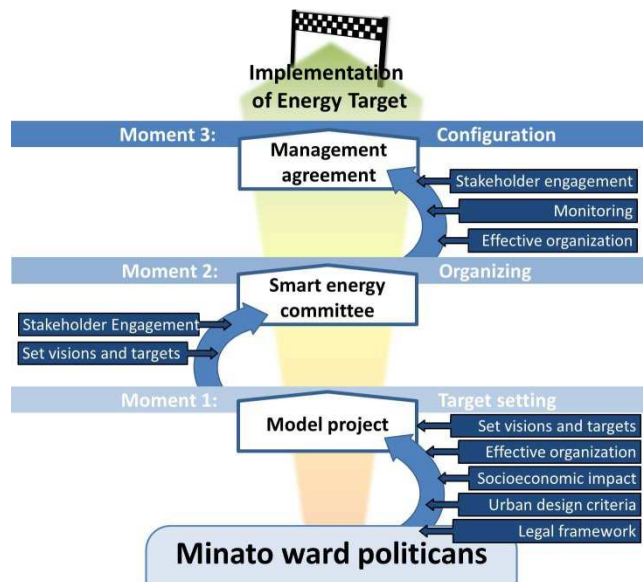 Implementation
of Energy Target
Moment 3: Configuration
Management
agreement
Stakeholder engagement
Monitoring
Effective organization
Moment 2: Organizing
Smart energy
committee
Stakeholder Engagement
Set visions and targets
Moment 1: Target setting
Model project
Set visions and targets
Effective organization
Socioeconomic impact
Urban design criteria
Legal framework
Minato ward politicans